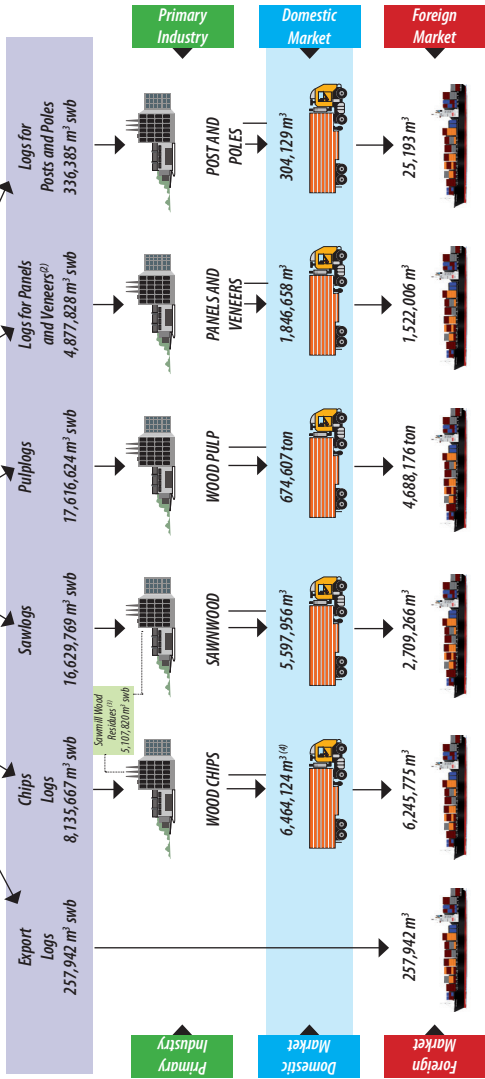 Export
Logs
257,942 m³ swb
Chips
Logs
8,135,667 m³ swb
Sawlogs
16,629,769 m³ swb
Pulplogs
17,616,624 m³ swb
Logs for Panels
and Veneers⁽²⁾
4,877,828 m³ swb
Logs for
Posts and Poles
336,385 m³ swb
Sawmill Wood
Residues ⁽³⁾
5,107,820 m³ swb
Primary
Industry
Primary
Industry
WOOD CHIPS
SAWNWOOD
WOOD PULP
PANELS AND
VENEERS
POST AND
POLES
Domestic
Market
Domestic
Market
6,464,124 m³ ⁽⁴⁾
5,597,956 m³
674,607 ton
1,846,658 m³
304,129 m³
Foreign
Market
Foreign
Market
257,942 m³
6,245,775 m³
2,709,266 m³
4,688,176 ton
1,522,006 m³
25,193 m³